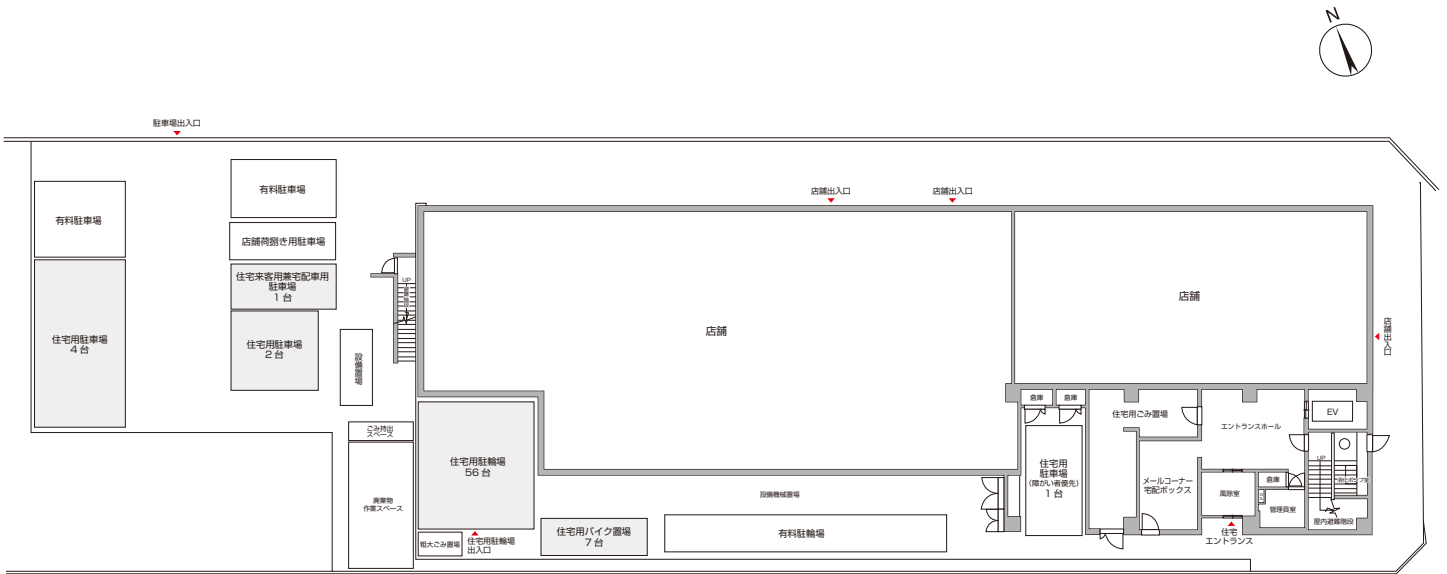 N
駐車場出入口
有料駐車場
有料駐車場
店舗荷捌き用駐車場
住宅来客用兼宅配車用
駐車場
1 台
住宅用駐車場
4 台
住宅用駐車場
2 台
設備置場
UP
店舗出入口
店舗出入口
店舗
店舗
店舗出入口
ごみ持出
スペース
廃棄物
作業スペース
住宅用駐輪場
56 台
粗大ごみ置場
住宅用駐輪場
出入口
住宅用バイク置場
7 台
設備機械置場
有料駐輪場
倉庫
倉庫
住宅用
駐車場
(障がい者優先)
1 台
住宅用ごみ置場
メールコーナー
宅配ボックス
エントランスホール
EV
風除室
倉庫
管理員室
住宅
エントランス
UP
屋内避難階段